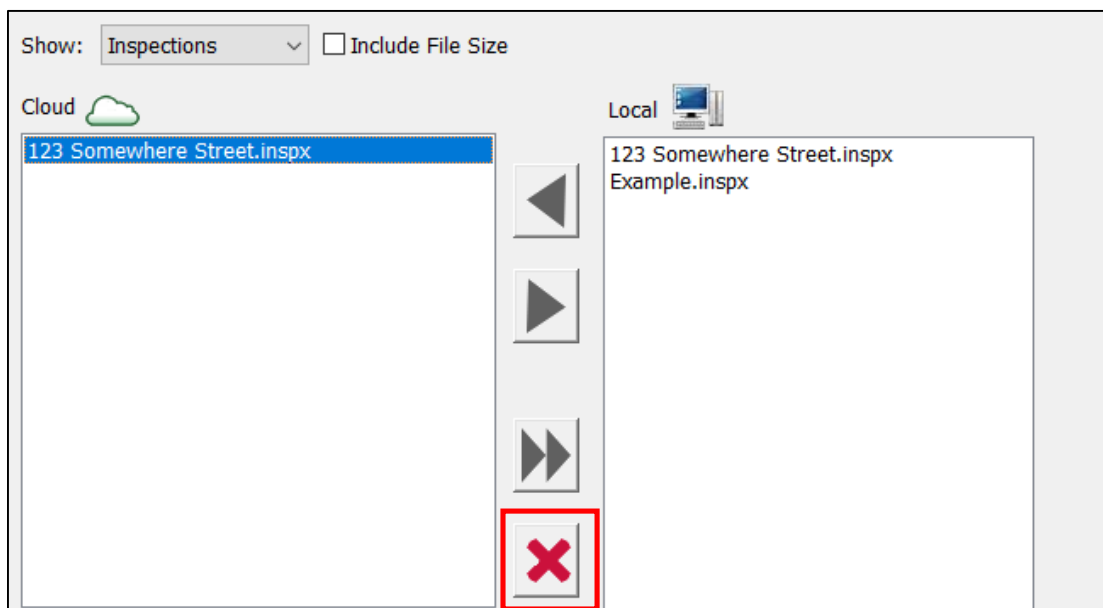 Show: Inspections Include File Size
Cloud
Local
123 Somewhere Street.inspx
123 Somewhere Street.inspx
Example.inspx